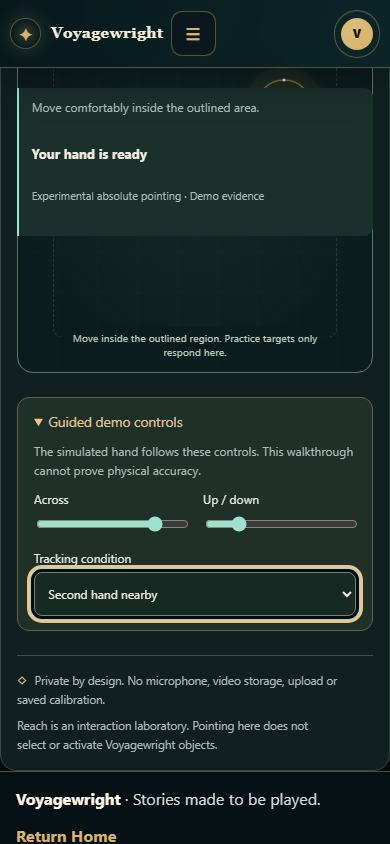 Voyagewright
V
Move comfortably inside the outlined area.
Your hand is ready
Experimental absolute pointing · Demo evidence
Move inside the outlined region. Practice targets only
respond here.
Guided demo controls
The simulated hand follows these controls. This walkthrough
cannot prove physical accuracy.
Across
Up / down
Tracking condition
Second hand nearby
Private by design. No microphone, video storage, upload or
saved calibration.
Reach is an interaction laboratory. Pointing here does not
select or activate Voyagewright objects.
Voyagewright · Stories made to be played.
Return Home